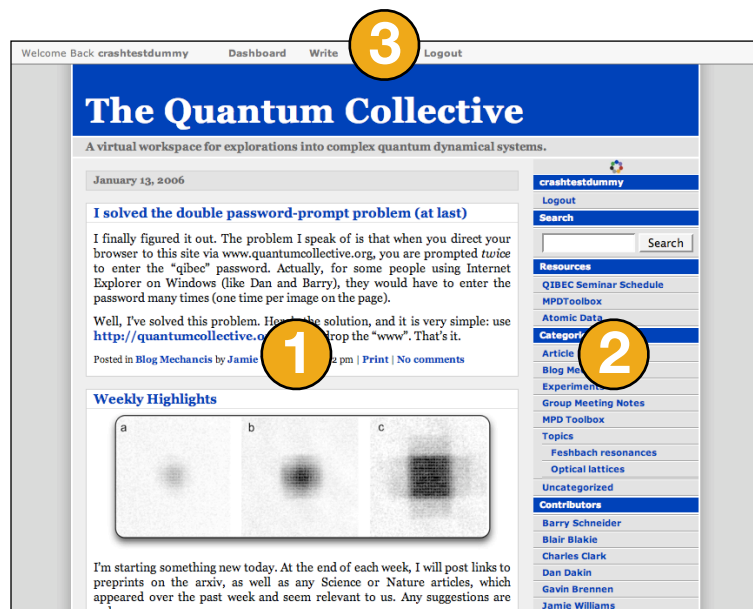 Welcome Back crashtestdummy Dashboard Write 3 Logout
The Quantum Collective
A virtual workspace for explorations into complex quantum dynamical systems.
January 13, 2006
I solved the double password-prompt problem (at last)
I finally figured it out. The problem I speak of is that when you direct your
browser to this site via www.quantumcollective.org, you are prompted twice
to enter the “qibec” password. Actually, for some people using Internet
Explorer on Windows (like Dan and Barry), they would have to enter the
password many times (one time per image on the page).
Well, I've solved this problem. the solution, and it is very simple: use
http://quantumcollective. drop the “www”. That's it.
Posted in Blog Mechancis by Jamie pm | Print | No comments
1
Weekly Highlights
a b c
I'm starting something new today. At the end of each week, I will post links to
preprints on the arxiv, as well as any Science or Nature articles, which
appeared over the past week and seem relevant to us. Any suggestions are
crashtestdummy
Logout
Search
Search
Resources
QIBEC Seminar Schedule
MPDToolbox
Atomic Data
2
Article
Blog
Experiments
Group Meeting Notes
MPD Toolbox
Topics
Feshbach resonances
Optical lattices
Uncategorized
Contributors
Barry Schneider
Blair Blakie
Charles Clark
Dan Dakin
Gavin Brennen
Jamie Williams